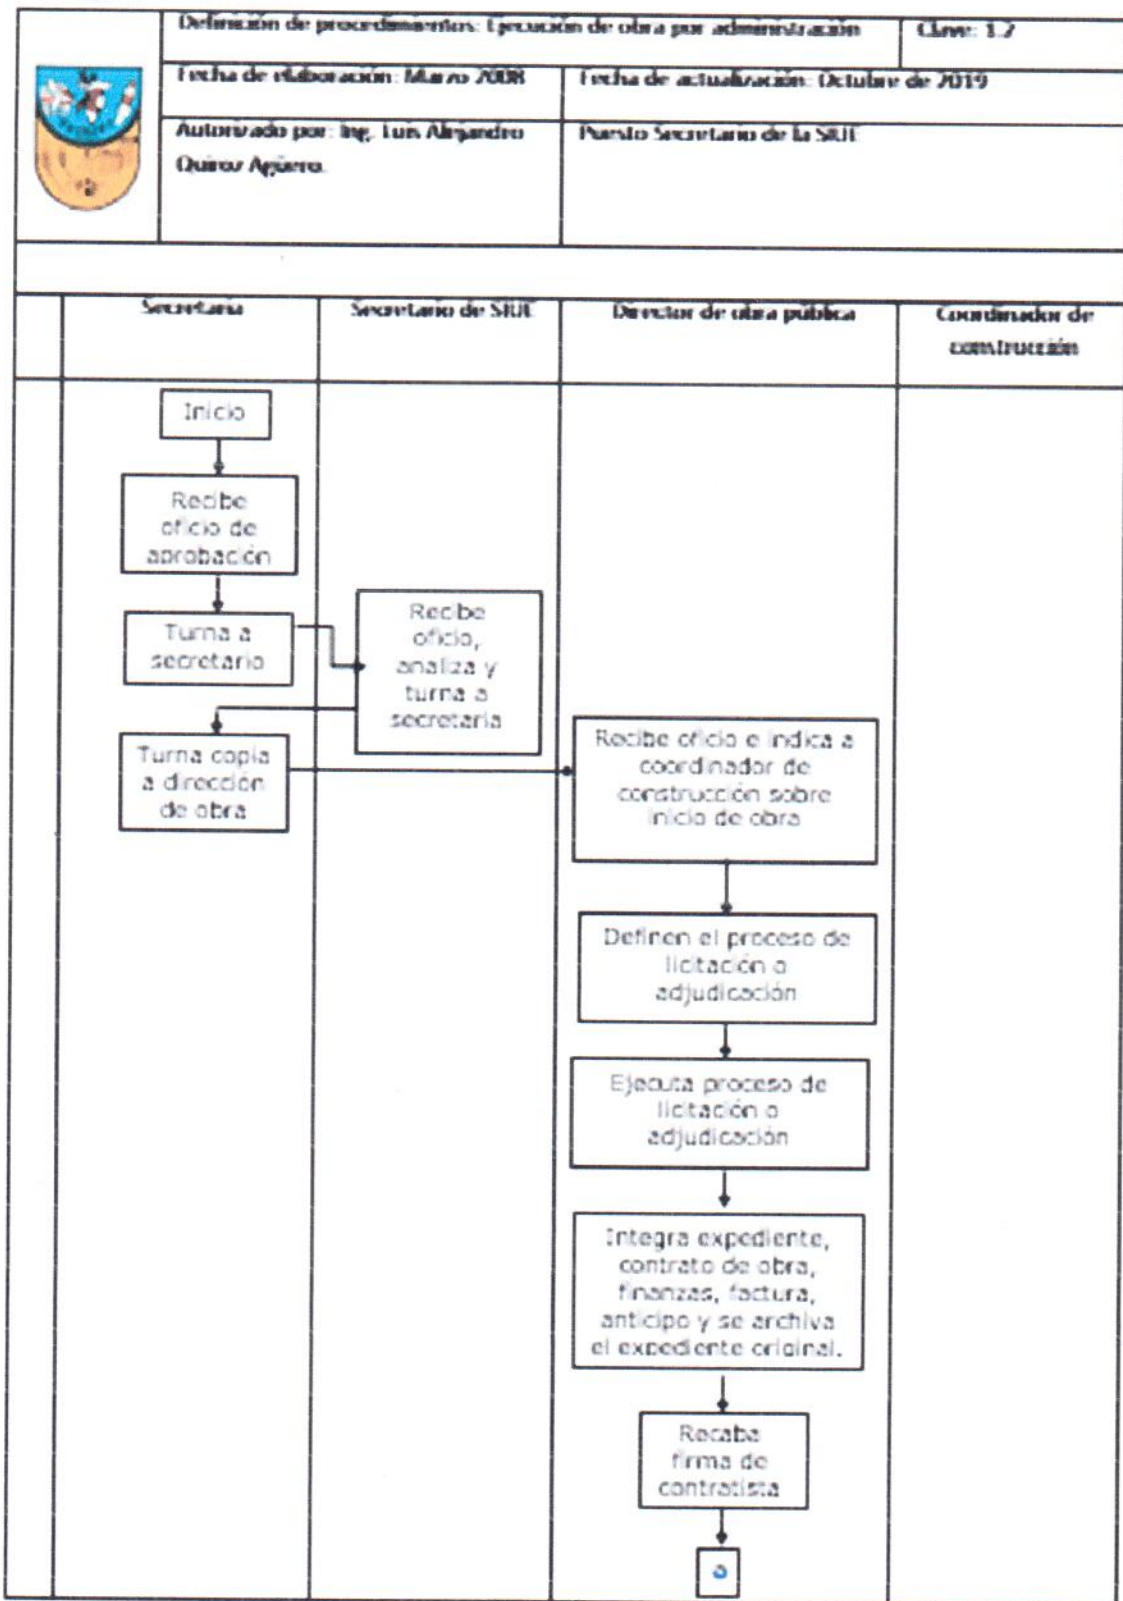 Definición de procedimientos: Ejecución de obra por administración
Clave: 1.2
Fecha de elaboración: Marzo 2008
Fecha de actualización: Octubre de 2019
Autorizado por: Ing. Luis Alejandro
Quiroz Agüero.
Puesto Secretario de la SIUE
Secretaria
Secretario de SIUE
Director de obra pública
Coordinador de
construcción
Inicio
Recibe
oficio de
aprobación
Turna a
secretario
Recibe
oficio,
analiza y
turna a
secretaria
Turna copia
a dirección
de obra
Recibe oficio e indica a
coordinador de
construcción sobre
inicio de obra
Definen el proceso de
licitación o
adjudicación
Ejecuta proceso de
licitación o
adjudicación
Integra expediente,
contrato de obra,
finanzas, factura,
anticipo y se archiva
el expediente original.
Recaba
firma de
contratista
a